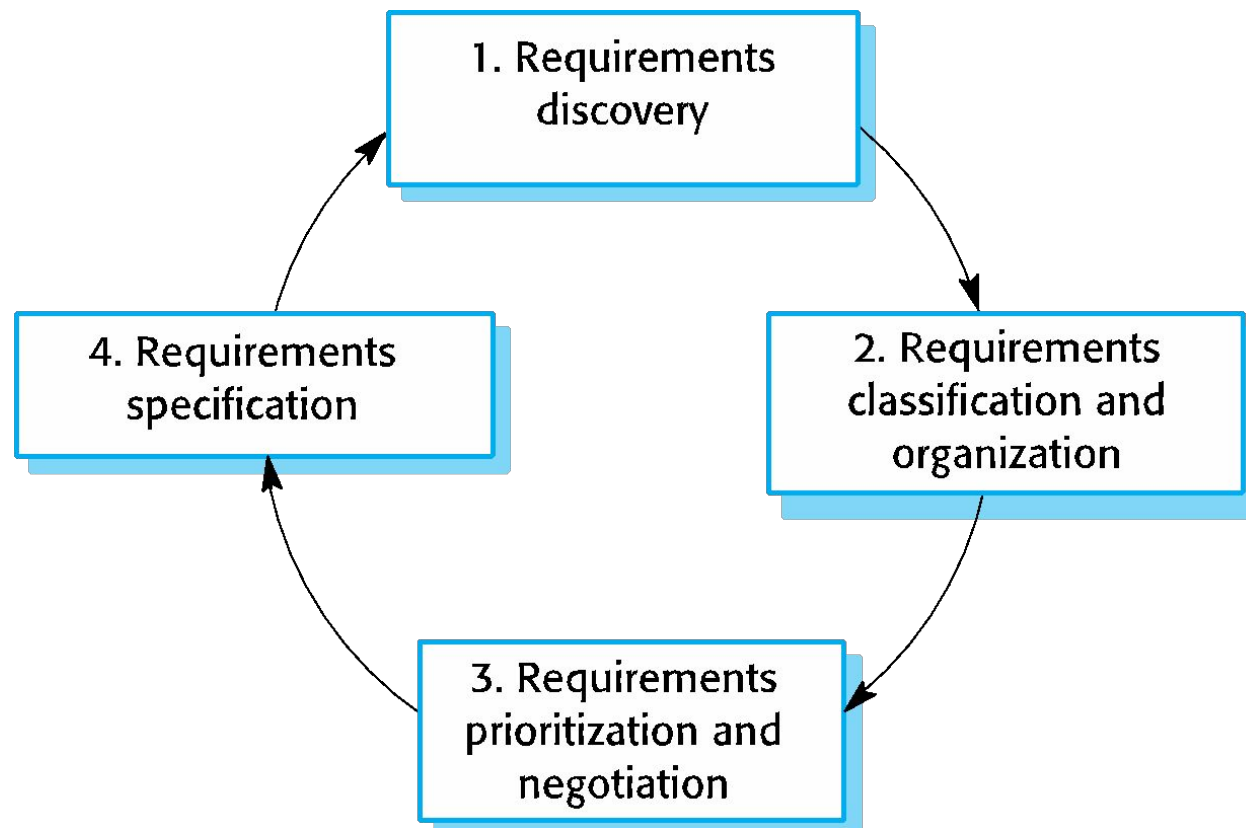 1. Requirements
discovery
2. Requirements
classification and
organization
3. Requirements
prioritization and
negotiation
4. Requirements
specification